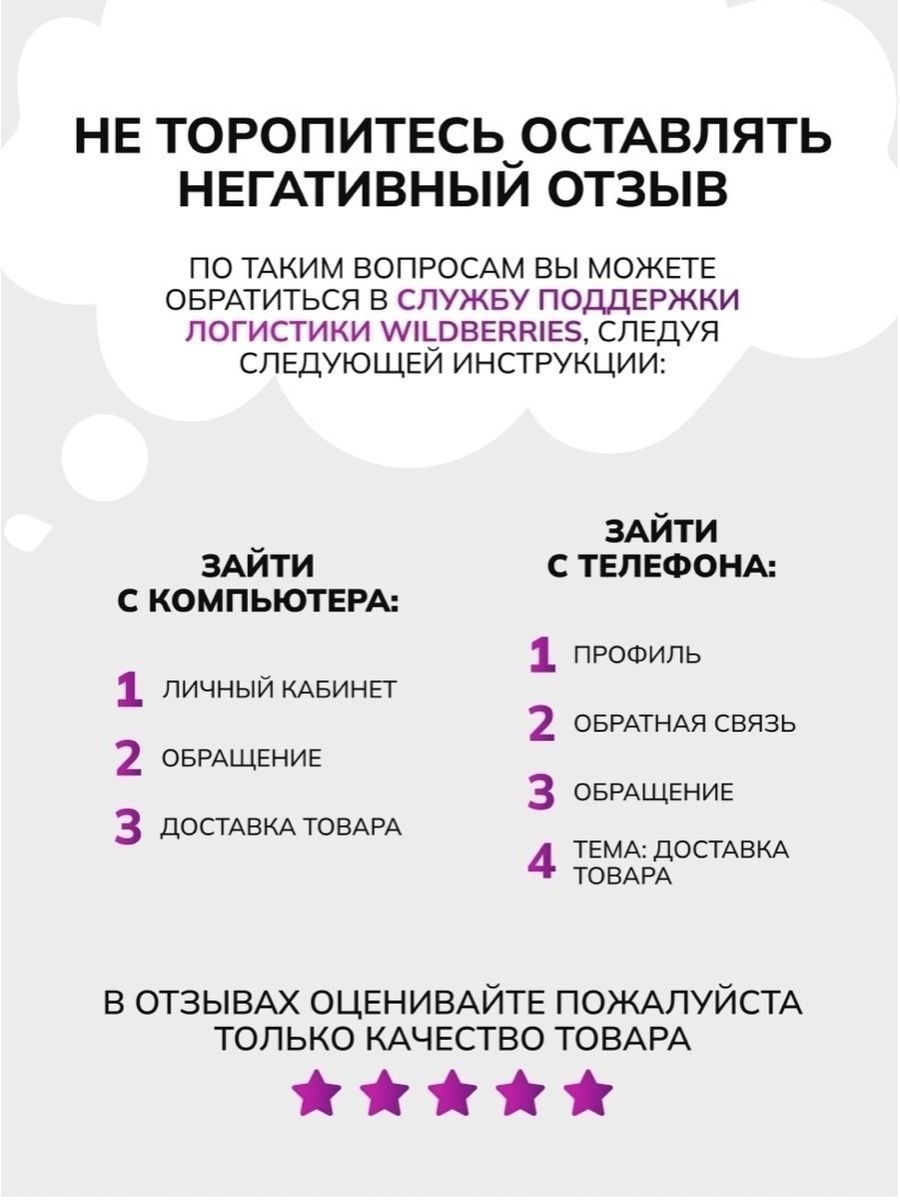 НЕ ТОРОПИТЕСЬ ОСТАВЛЯТЬ
НЕГАТИВНЫЙ ОТЗЫВ
ПО ТАКИМ ВОПРОСАМ ВЫ МОЖЕТЕ
ОБРАТИТЬСЯ В СЛУЖБУ ПОДДЕРЖКИ
ЛОГИСТИКИ WILDBERRIES, СЛЕДУЯ
СЛЕДУЮЩЕЙ ИНСТРУКЦИИ:
ЗАЙТИ
С КОМПЬЮТЕРА:
1 ЛИЧНЫЙ КАБИНЕТ
2 ОБРАЩЕНИЕ
3 ДОСТАВКА ТОВАРА
ЗАЙТИ
С ТЕЛЕФОНА:
1 ПРОФИЛЬ
2 ОБРАТНАЯ СВЯЗЬ
3 ОБРАЩЕНИЕ
4 ТЕМА: ДОСТАВКА
ТОВАРА
В ОТЗЫВАХ ОЦЕНИВАЙТЕ ПОЖАЛУЙСТА
ТОЛЬКО КАЧЕСТВО ТОВАРА